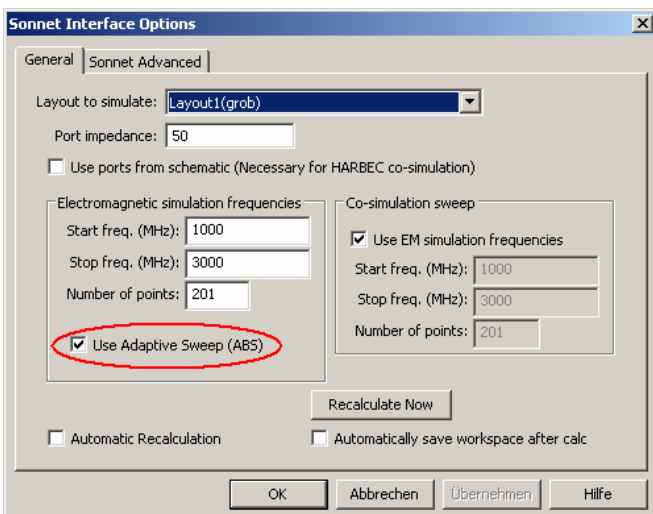 Sonnet Interface Options
General Sonnet Advanced
Layout to simulate: Layout1(grob)
Port impedance: 50
Use ports from schematic (Necessary for HARBEC co-simulation)
Electromagnetic simulation frequencies
Start freq. (MHz): 1000
Stop freq. (MHz): 3000
Number of points: 201
Use Adaptive Sweep (ABS)
Co-simulation sweep
Use EM simulation frequencies
Start freq. (MHz): 1000
Stop freq. (MHz): 3000
Number of points: 201
Recalculate Now
Automatic Recalculation Automatically save workspace after calc
OK Abbrechen Übernehmen Hilfe